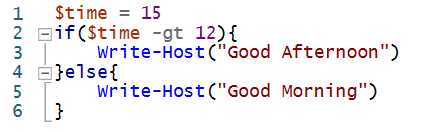 1 $time = 15
2 if($time -gt 12){
3 Write-Host("Good Afternoon")
4 }else{
5 Write-Host("Good Morning")
6 }